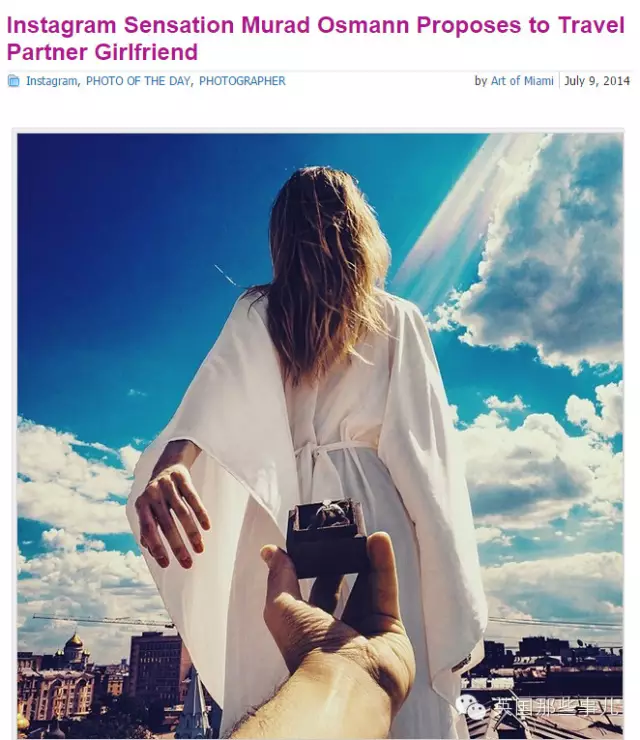 Instagram Sensation Murad Osmann Proposes to Travel
Partner Girlfriend
Instagram, PHOTO OF THE DAY, PHOTOGRAPHER
by Art of Miami July 9, 2014
英国那些事儿